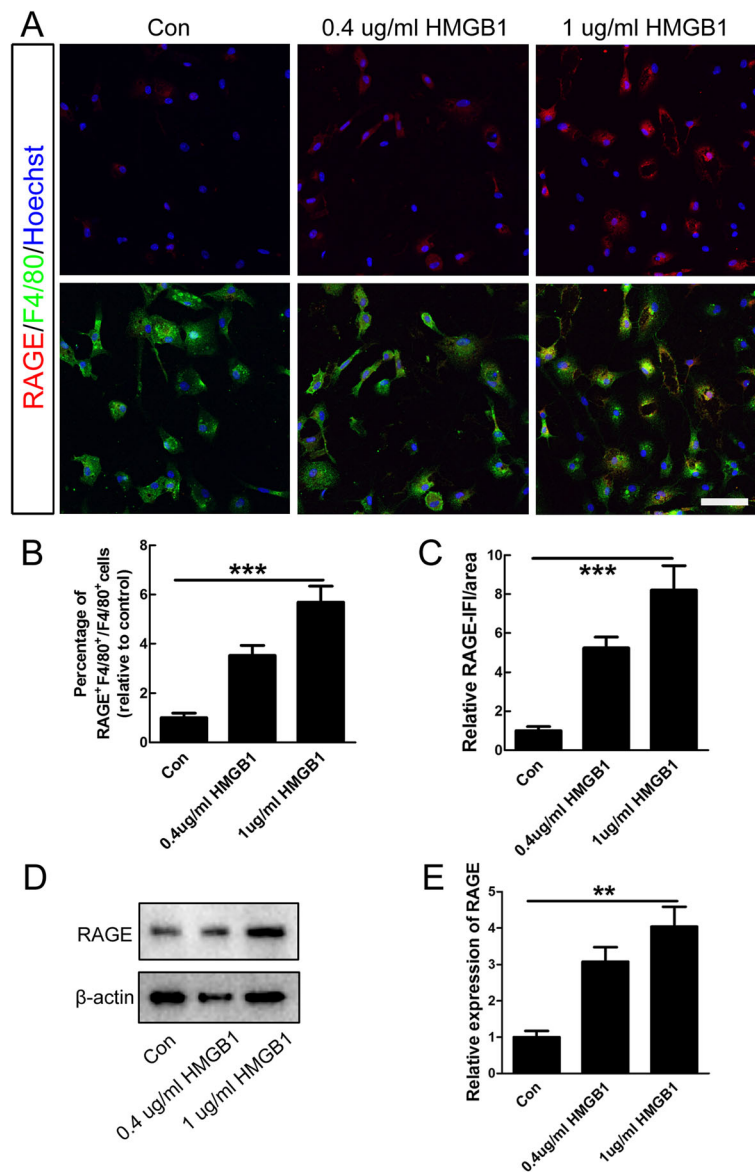 A
Con
0.4 ug/ml HMGB1
1 ug/ml HMGB1
RAGE/F4/80/Hoechst
B
Percentage of
RAGE+F4/80+/F4/80+cells
(relative to control)
8
6
4
2
0
***
Con
0.4ug/ml HMGB1
1ug/ml HMGB1
C
Relative RAGE-IFI/area
10
8
6
4
2
0
***
Con
0.4ug/ml HMGB1
1ug/ml HMGB1
D
RAGE
β-actin
Con
0.4 ug/ml HMGB1
1 ug/ml HMGB1
E
Relative expression of RAGE
5
4
3
2
1
0
**
Con
0.4ug/ml HMGB1
1ug/ml HMGB1